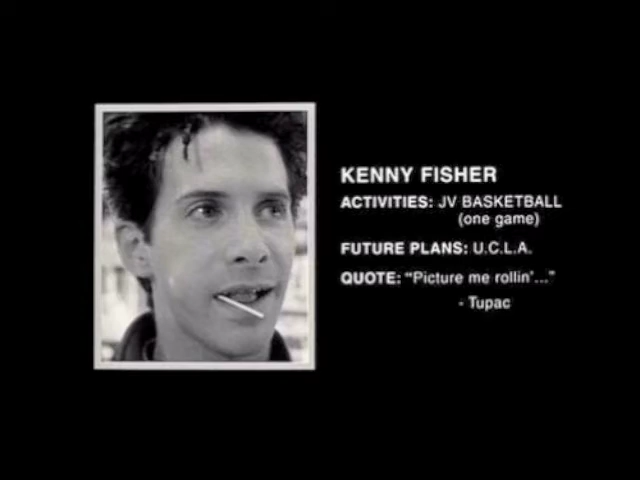 KENNY FISHER
ACTIVITIES: JV BASKETBALL
(one game)
FUTURE PLANS: U.C.L.A.
QUOTE: "Picture me rollin'..."
- Tupac